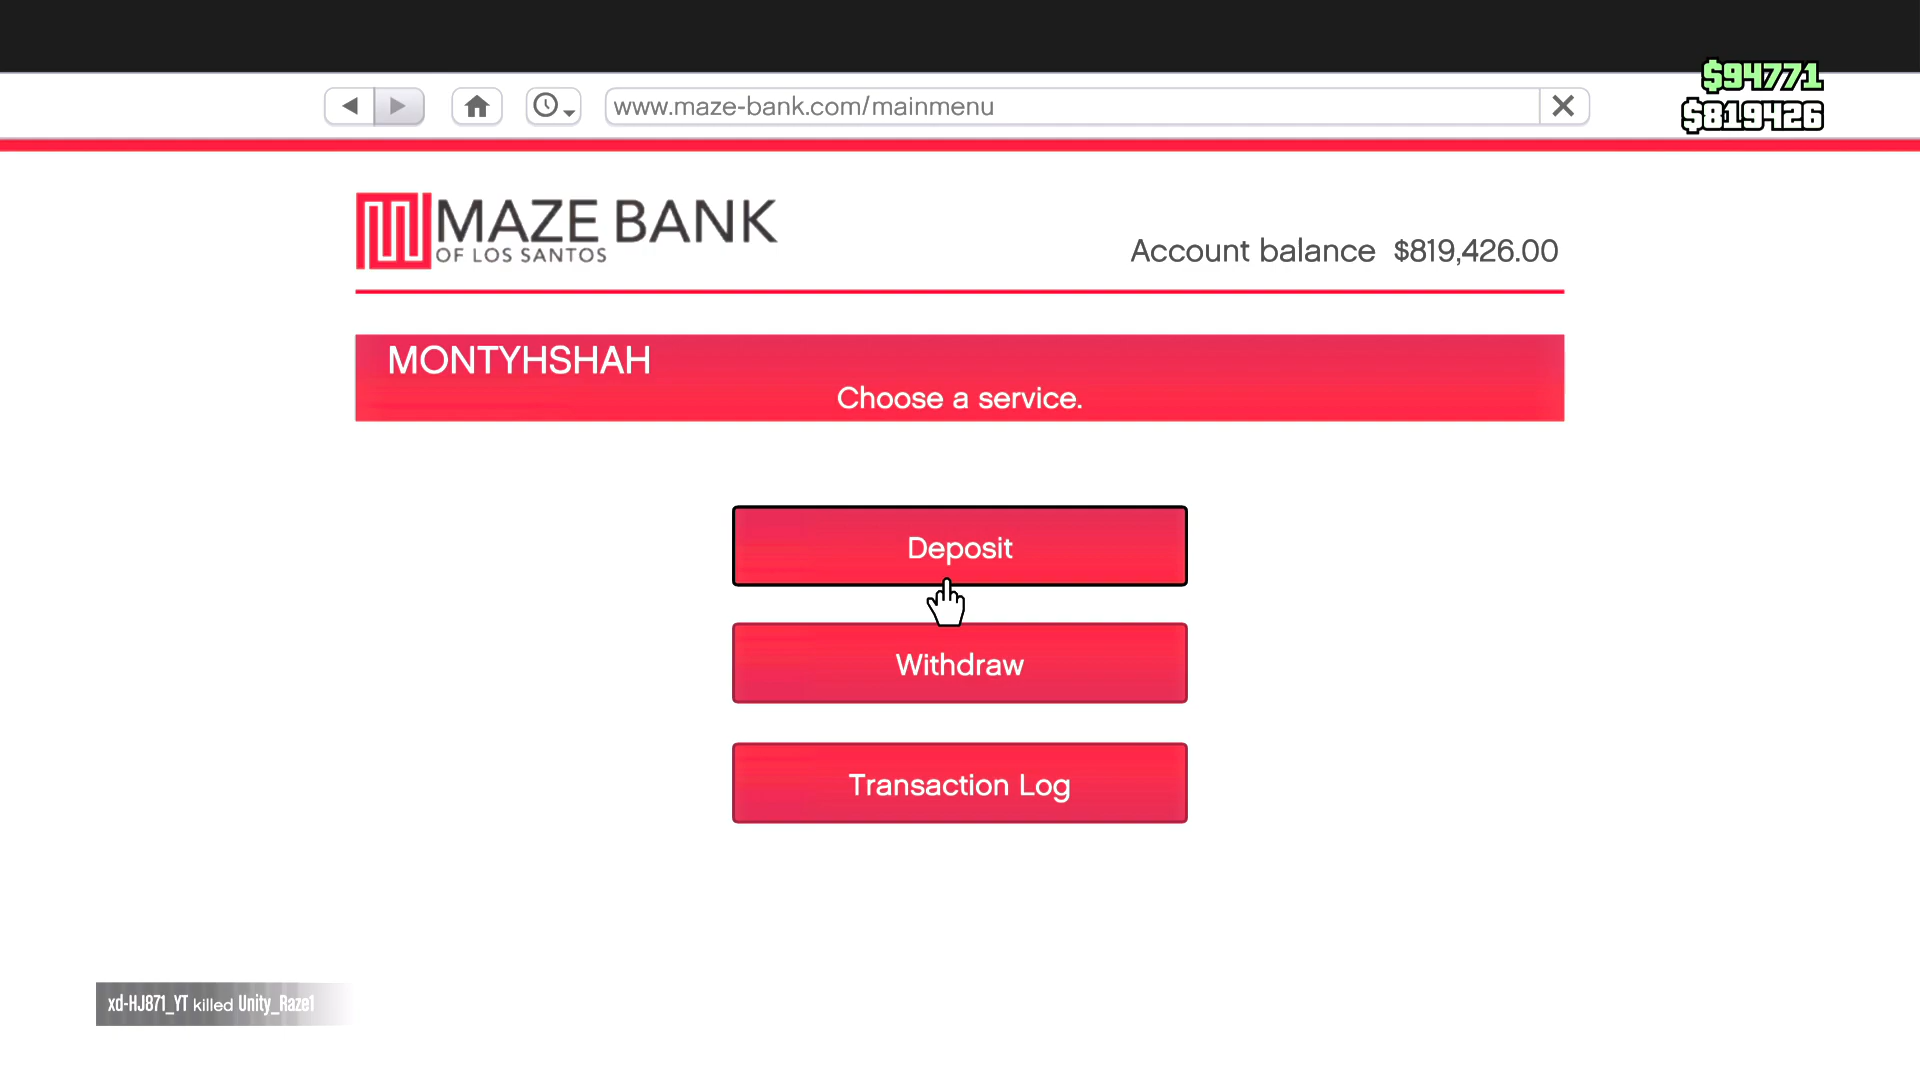 $94771
www.maze-bank.com/mainmenu
$819426
MAZE BANK
OF LOS SANTOS
Account balance $819,426.00
MONTYHSHAH
Choose a service.
Deposit
Withdraw
Transaction Log
xd-HJ871_YT killed Unity_Raze1